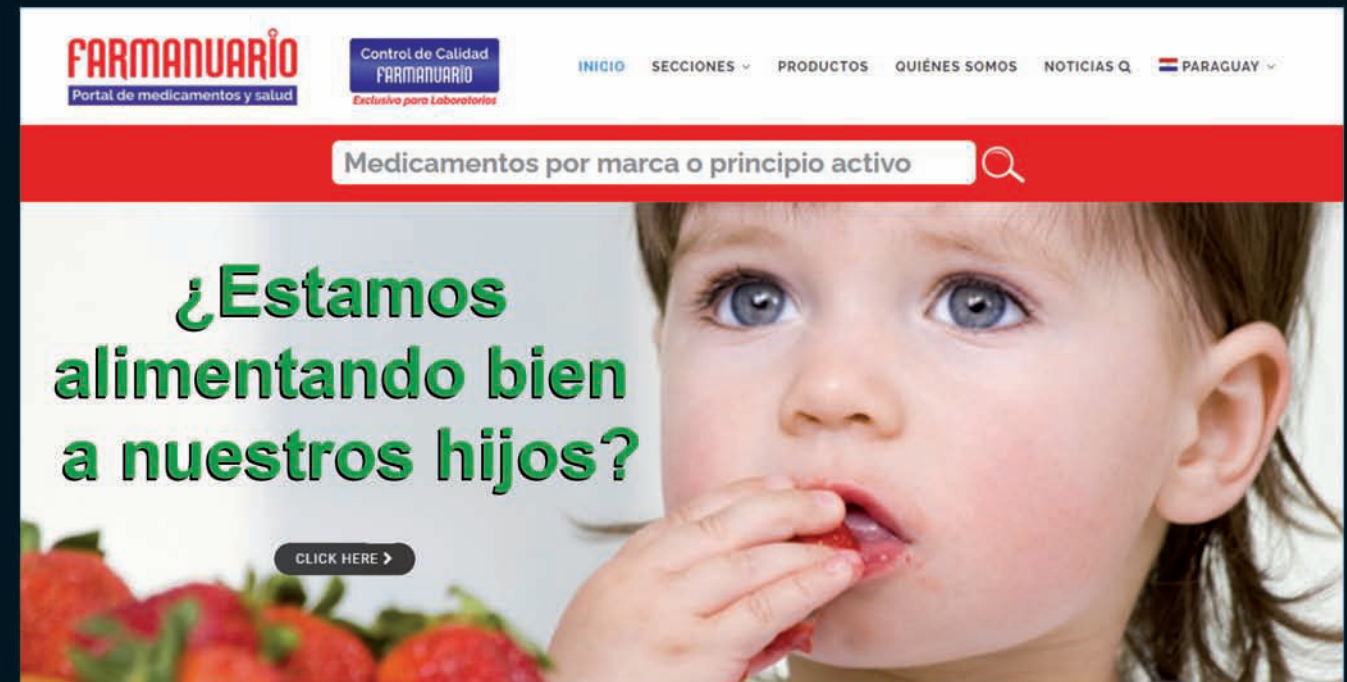 FARMANUARIO
Portal de medicamentos y salud
Control de Calidad
FARMANUARIO
Exclusivo para Laboratorios
INICIO SECCIONES PRODUCTOS QUIÉNES SOMOS NOTICIAS PARAGUAY
Medicamentos por marca o principio activo
¿Estamos
alimentando bien
a nuestros hijos?
CLICK HERE